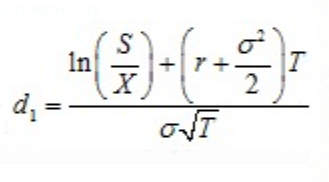 d₁ = (ln(S/X) + (r + σ²/2)T) / (σ√T)